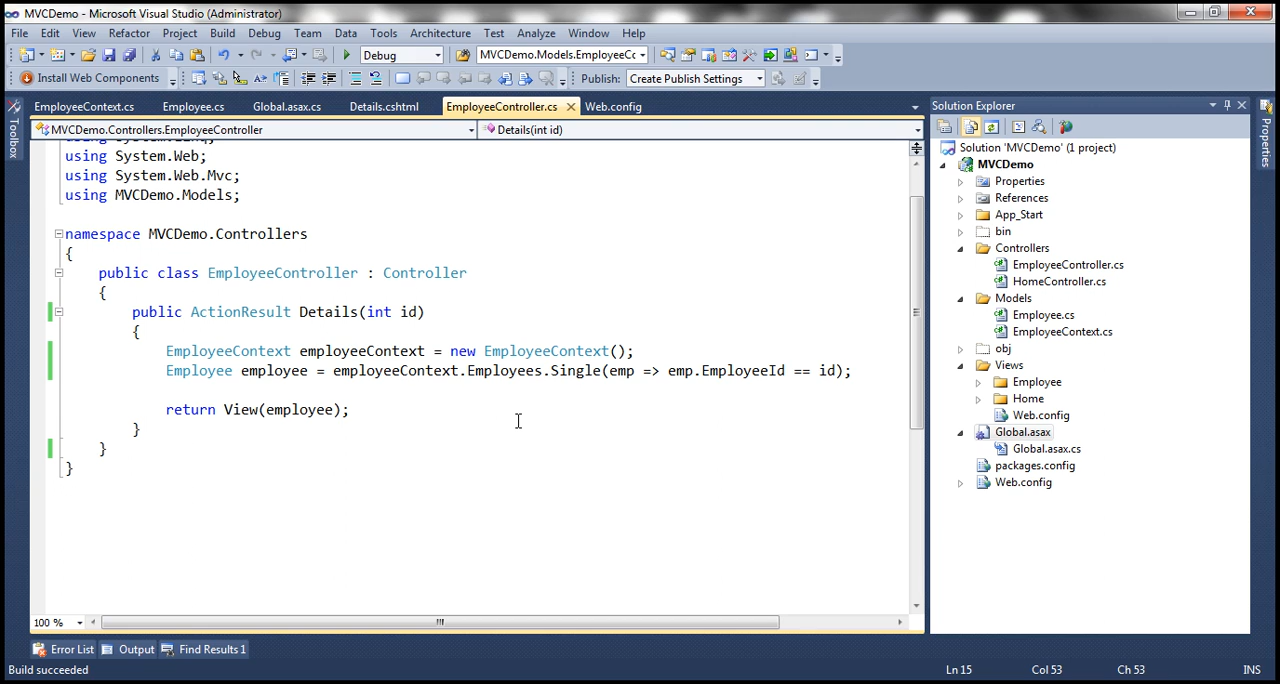 MVCDemo - Microsoft Visual Studio (Administrator)
File Edit View Refactor Project Build Debug Team Data Tools Architecture Test Analyze Window Help
Debug MVCDemo.Models.EmployeeCc
Install Web Components Publish: Create Publish Settings
EmployeeContext.cs Employee.cs Global.asax.cs Details.cshtml EmployeeController.cs Web.config
MVCDemo.Controllers.EmployeeController Details(int id)
using System.Web;
using System.Web.Mvc;
using MVCDemo.Models;
namespace MVCDemo.Controllers
{
public class EmployeeController : Controller
{
public ActionResult Details(int id)
{
EmployeeContext employeeContext = new EmployeeContext();
Employee employee = employeeContext.Employees.Single(emp => emp.EmployeeId == id);
return View(employee);
}
}
}
100 %
Toolbox
Solution Explorer
Solution 'MVCDemo' (1 project)
MVCDemo
Properties
References
App_Start
bin
Controllers
EmployeeController.cs
HomeController.cs
Models
Employee.cs
EmployeeContext.cs
obj
Views
Employee
Home
Web.config
Global.asax
Global.asax.cs
packages.config
Web.config
Properties
Error List Output Find Results 1
Build succeeded Ln 15 Col 53 Ch 53 INS